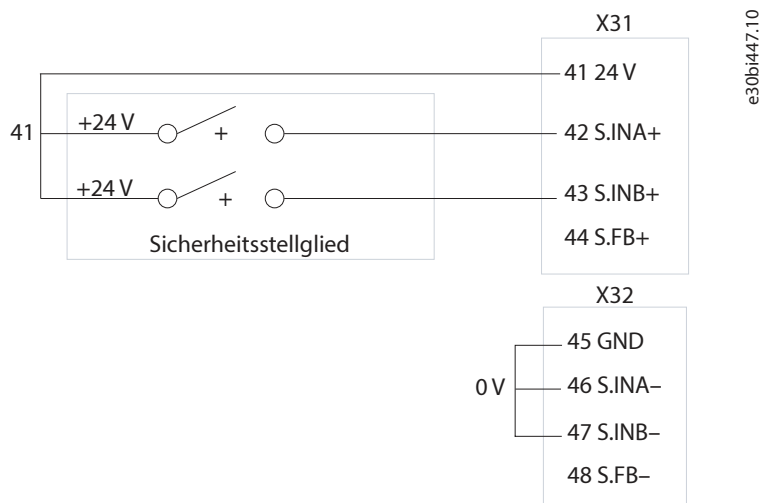 e30bi447.10
X31
41 24 V
41
+24 V
+
42 S.INA+
+24 V
+
43 S.INB+
44 S.FB+
Sicherheitsstellglied
X32
45 GND
0 V
46 S.INA–
47 S.INB–
48 S.FB–